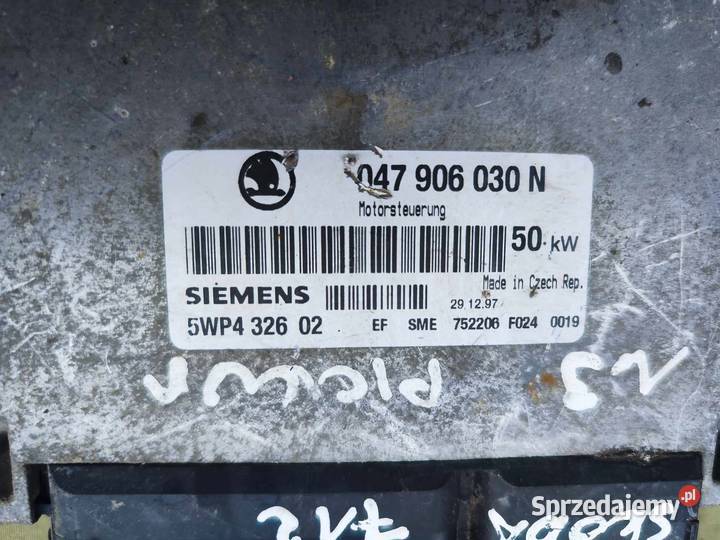 047 906 030 N
Motorsteuerung
50 kW
Made in Czech Rep.
SIEMENS
29.12.97
5WP4 326 02 EF SME 752206 F024 0019
712
Sprzedajemy.pl